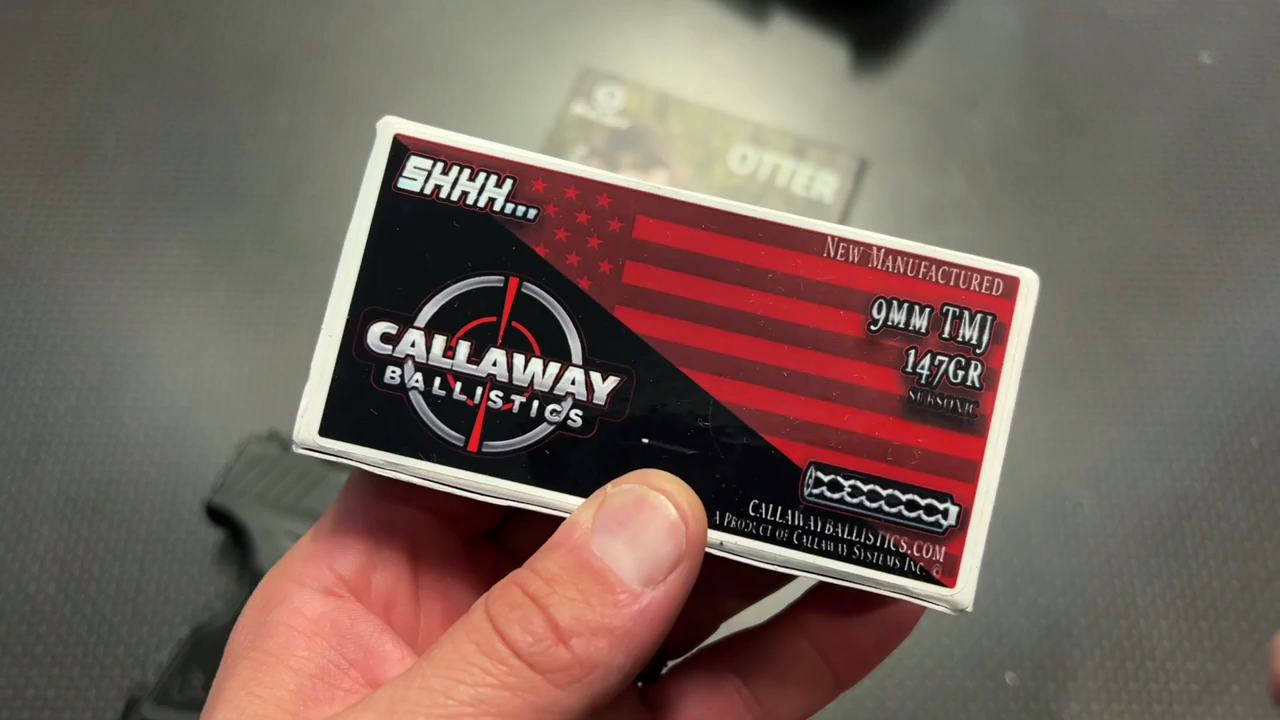 OTTER
SHHH...
NEW MANUFACTURED
9MM TMJ
147GR
SUBSONIC
CALLAWAY
BALLISTICS
CALLAWAYBALLISTICS.COM
A PRODUCT OF CALLAWAY SYSTEMS INC. ©